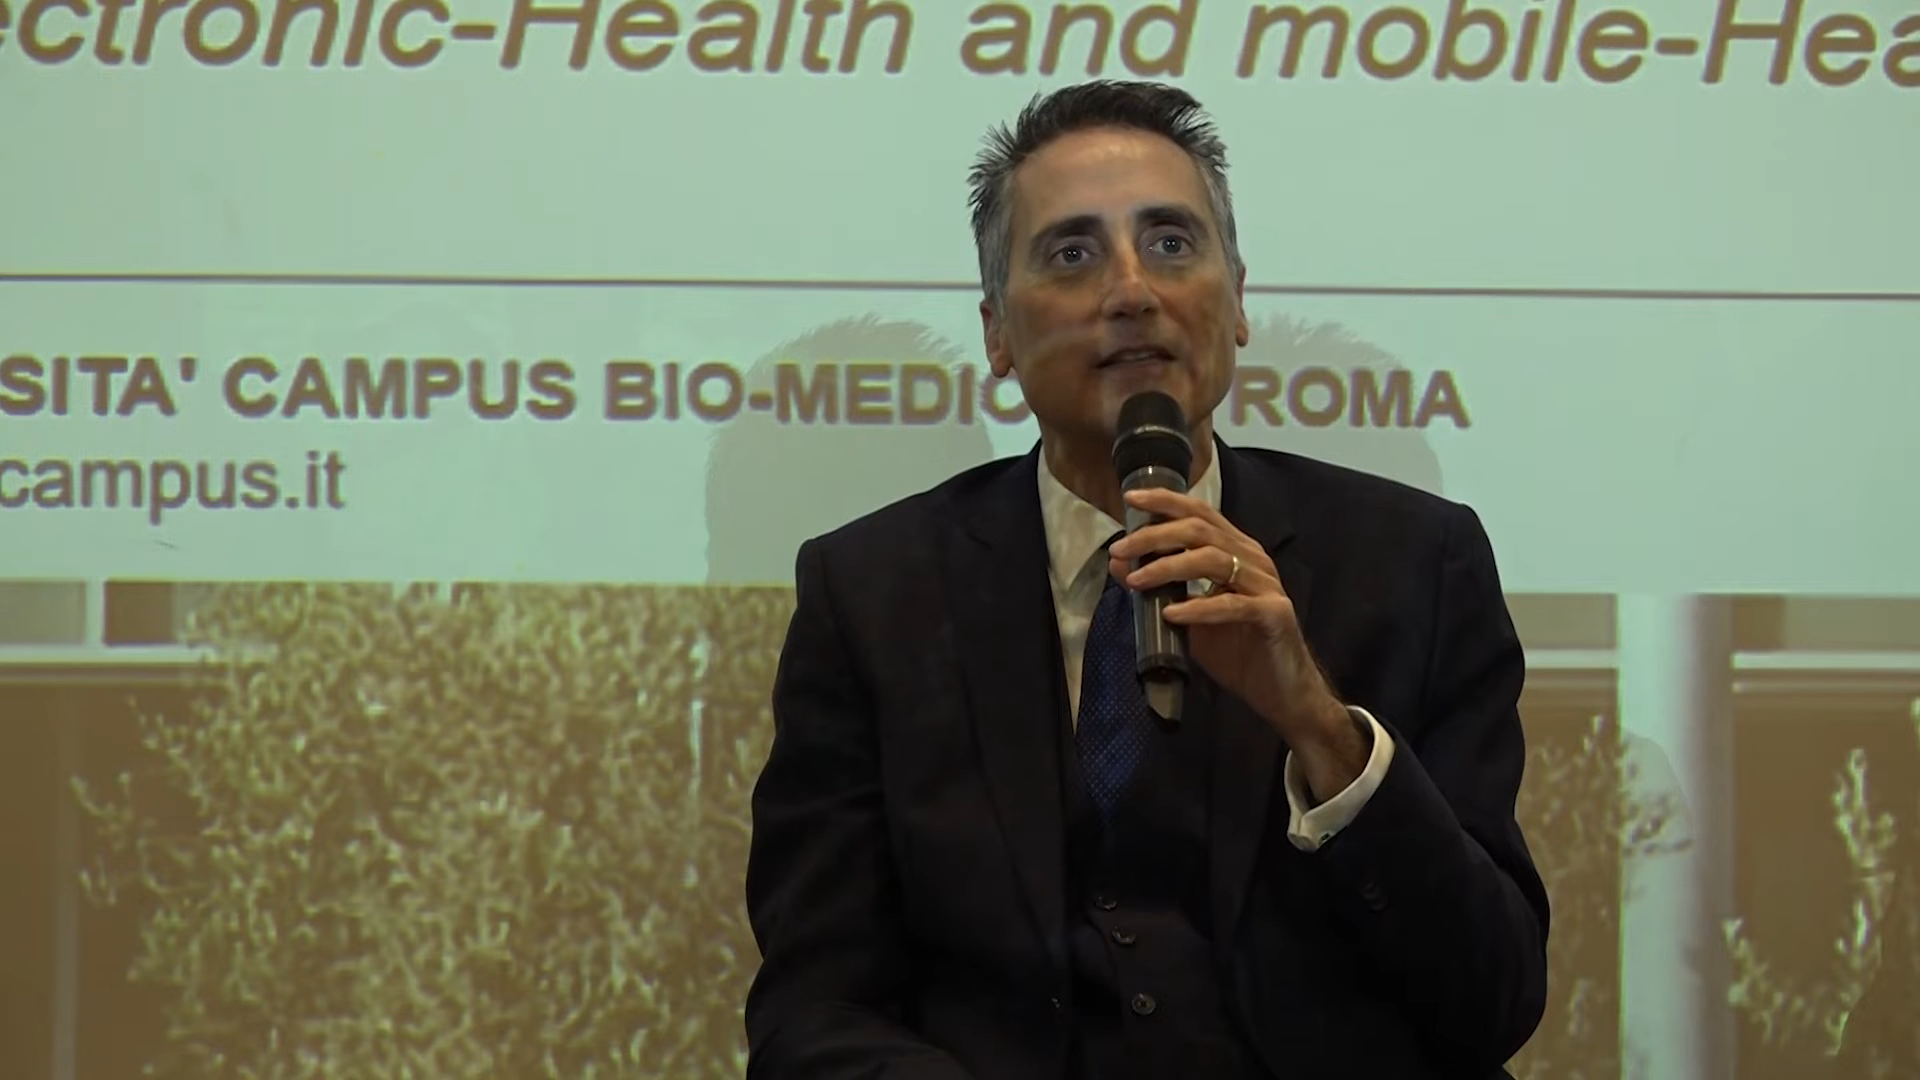 ectronic-Health and mobile-Hea
SITA' CAMPUS BIO-MEDIC ROMA
campus.it